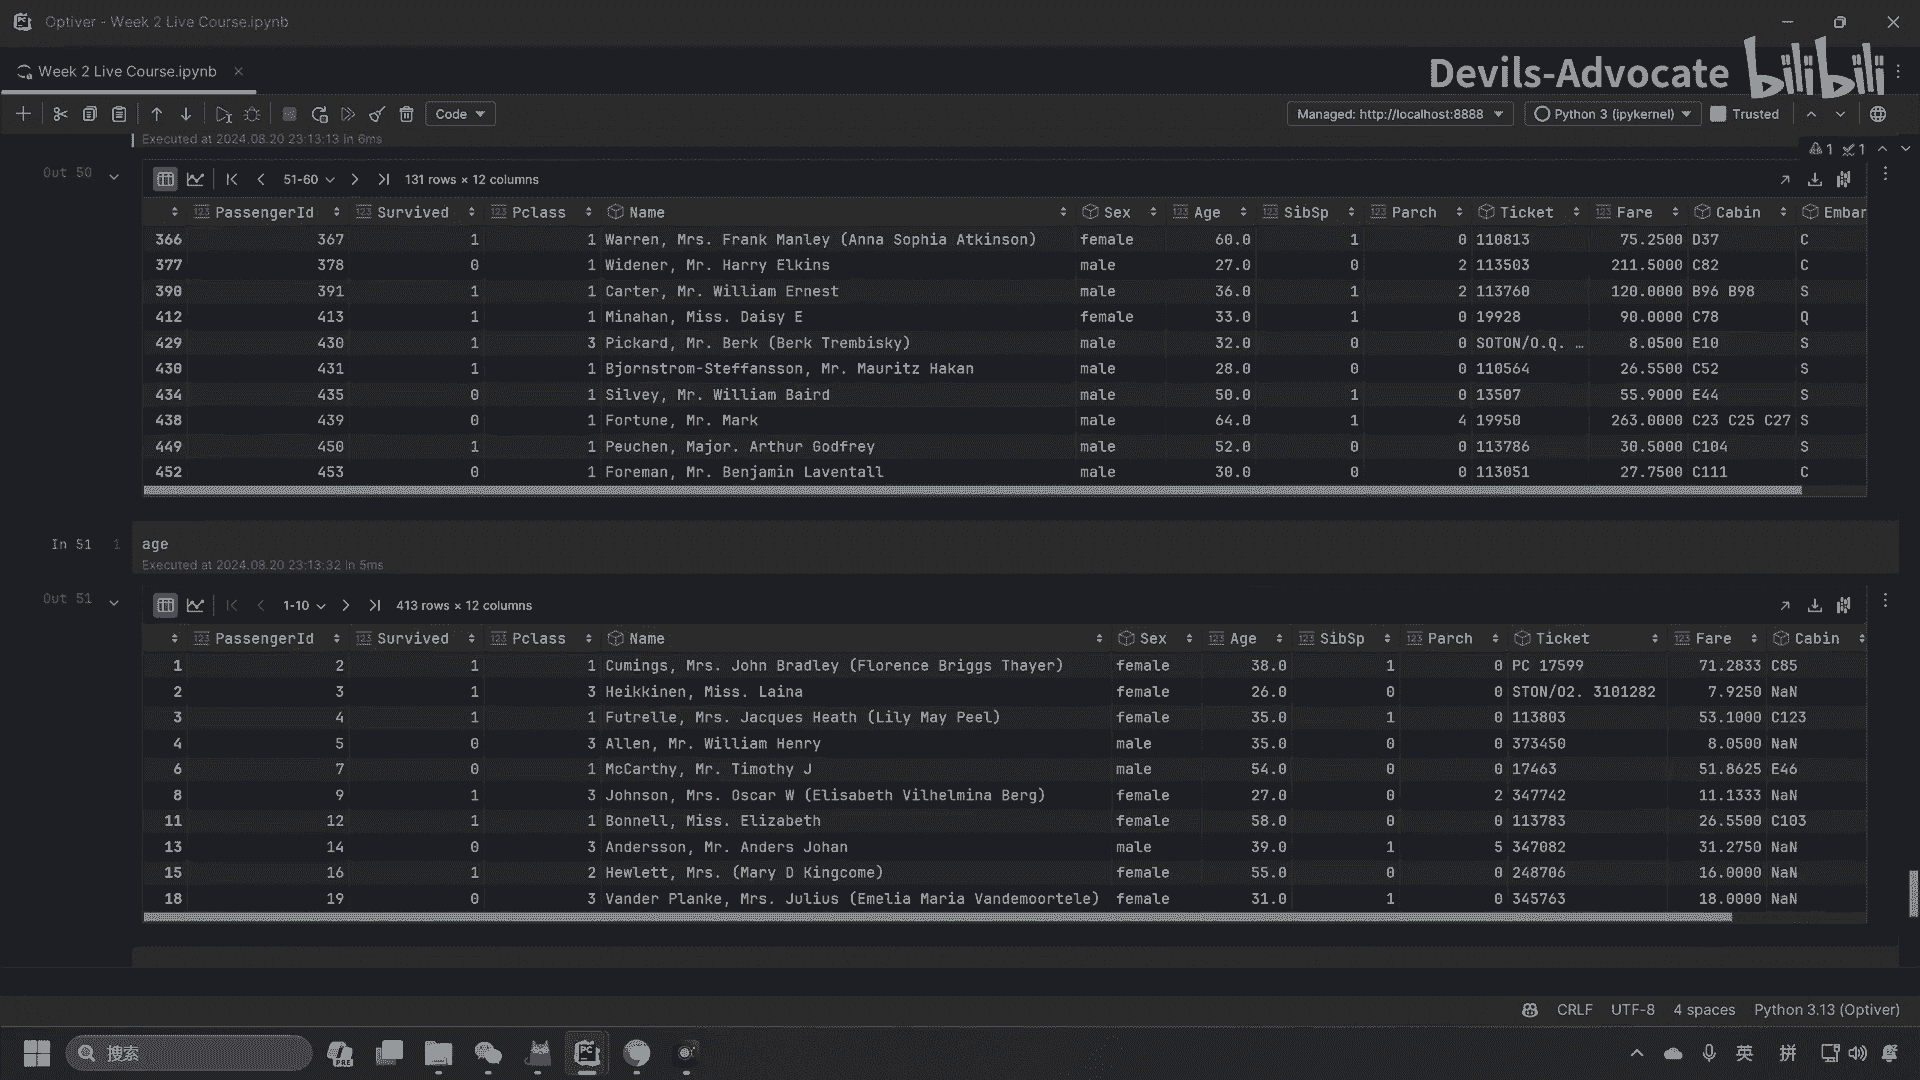 Optiver - Week 2 Live Course.ipynb
Week 2 Live Course.ipynb
Devils-Advocate bilibili
Code
Managed: http://localhost:8888
Python 3 (ipykernel)
Trusted
Executed at 2024.08.20 23:13:13 in 6ms
1 1
Out 50
51-60
131 rows × 12 columns
PassengerId Survived Pclass Name Sex Age SibSp Parch Ticket Fare Cabin Embar
366 367 1 1 Warren, Mrs. Frank Manley (Anna Sophia Atkinson) female 60.0 1 0 110813 75.2500 D37 C
377 378 0 1 Widener, Mr. Harry Elkins male 27.0 0 2 113503 211.5000 C82 C
390 391 1 1 Carter, Mr. William Ernest male 36.0 1 2 113760 120.0000 B96 B98 S
412 413 1 1 Minahan, Miss. Daisy E female 33.0 1 0 19928 90.0000 C78 Q
429 430 1 3 Pickard, Mr. Berk (Berk Trembisky) male 32.0 0 0 SOTON/O.Q. … 8.0500 E10 S
430 431 1 1 Bjornstrom-Steffansson, Mr. Mauritz Hakan male 28.0 0 0 110564 26.5500 C52 S
434 435 0 1 Silvey, Mr. William Baird male 50.0 1 0 13507 55.9000 E44 S
438 439 0 1 Fortune, Mr. Mark male 64.0 1 4 19950 263.0000 C23 C25 C27 S
449 450 1 1 Peuchen, Major. Arthur Godfrey male 52.0 0 0 113786 30.5000 C104 S
452 453 0 1 Foreman, Mr. Benjamin Laventall male 30.0 0 0 113051 27.7500 C111 C
In 51 1 age
Executed at 2024.08.20 23:13:32 in 5ms
Out 51
1-10
413 rows × 12 columns
PassengerId Survived Pclass Name Sex Age SibSp Parch Ticket Fare Cabin
1 2 1 1 Cumings, Mrs. John Bradley (Florence Briggs Thayer) female 38.0 1 0 PC 17599 71.2833 C85
2 3 1 3 Heikkinen, Miss. Laina female 26.0 0 0 STON/O2. 3101282 7.9250 NaN
3 4 1 1 Futrelle, Mrs. Jacques Heath (Lily May Peel) female 35.0 1 0 113803 53.1000 C123
4 5 0 3 Allen, Mr. William Henry male 35.0 0 0 373450 8.0500 NaN
6 7 0 1 McCarthy, Mr. Timothy J male 54.0 0 0 17463 51.8625 E46
8 9 1 3 Johnson, Mrs. Oscar W (Elisabeth Vilhelmina Berg) female 27.0 0 2 347742 11.1333 NaN
11 12 1 1 Bonnell, Miss. Elizabeth female 58.0 0 0 113783 26.5500 C103
13 14 0 3 Andersson, Mr. Anders Johan male 39.0 1 5 347082 31.2750 NaN
15 16 1 2 Hewlett, Mrs. (Mary D Kingcome) female 55.0 0 0 248706 16.0000 NaN
18 19 0 3 Vander Planke, Mrs. Julius (Emelia Maria Vandemoortele) female 31.0 1 0 345763 18.0000 NaN
CRLF UTF-8 4 spaces Python 3.13 (Optiver)
搜索
PRE
PC
英
拼